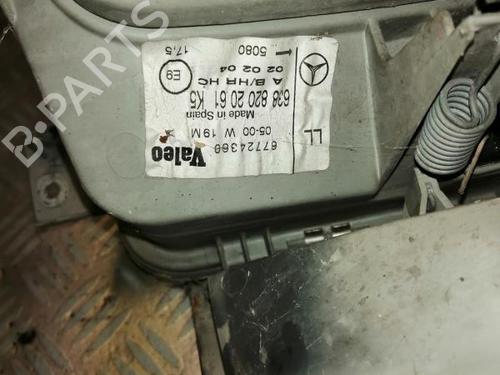 ← 5080
17.5
E9
02 02 04
A B/HR HC
638 820 20 61 K5
Made in Spain
LL
05:00 W 19M
67724360
Valeo
B-PARTS